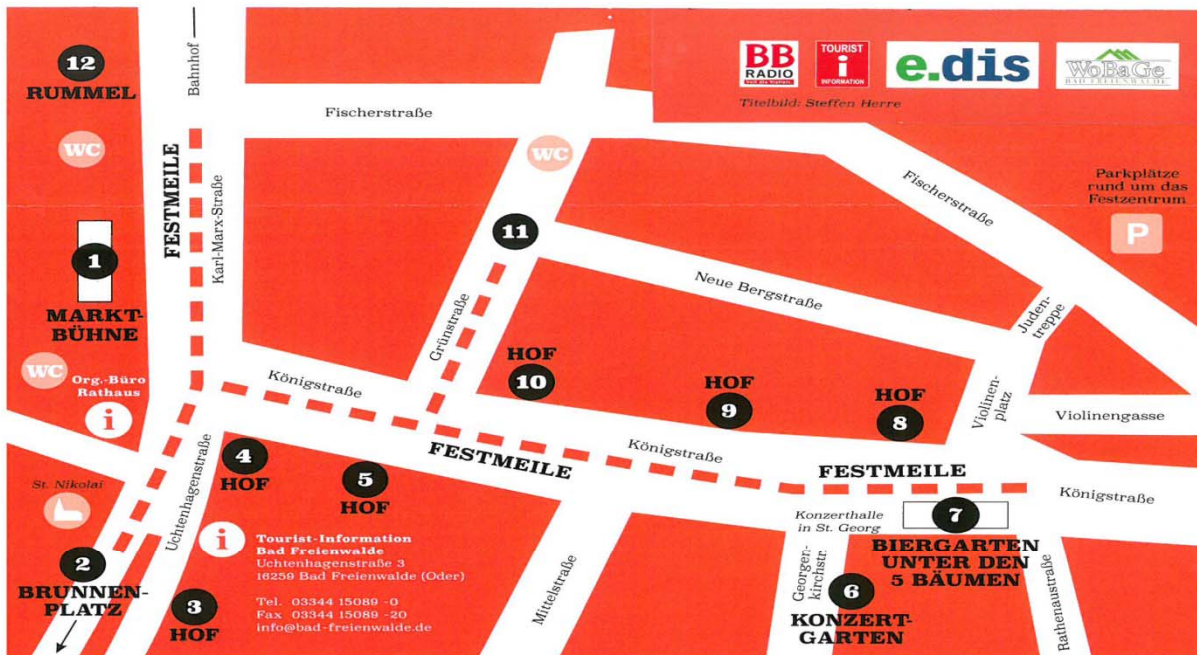 12
RUMMEL
WC
Bahnhof
FESTMEILE
Karl-Marx-Straße
1
MARKT-
BÜHNE
WC
Org.-Büro
Rathaus
i
St. Nikolai
2
BRUNNEN-
PLATZ
Uchtenhagenstraße
3
HOF
4
HOF
5
HOF
i
Tourist-Information
Bad Freienwalde
Uchtenhagenstraße 3
16259 Bad Freienwalde (Oder)
Tel. 03344 15089 -0
Fax 03344 15089 -20
info@bad-freienwalde.de
Fischerstraße
WC
11
Grünstraße
Königstraße
FESTMEILE
Mittelstraße
HOF
10
Neue Bergstraße
HOF
9
Königstraße
HOF
8
FESTMEILE
Konzerthalle
in St. Georg
7
BIERGARTEN
UNTER DEN
5 BÄUMEN
Georgen-
kirchstr.
6
KONZERT-
GARTEN
Rathenaustraße
Königstraße
Violinengasse
Violinen-
platz
Juden-
treppe
Fischerstraße
Parkplätze
rund um das
Festzentrum
P
BB
RADIO
TOURIST
i
INFORMATION
e.dis
WoBaGe
BAD FREIENWALDE
Titelbild: Steffen Herre